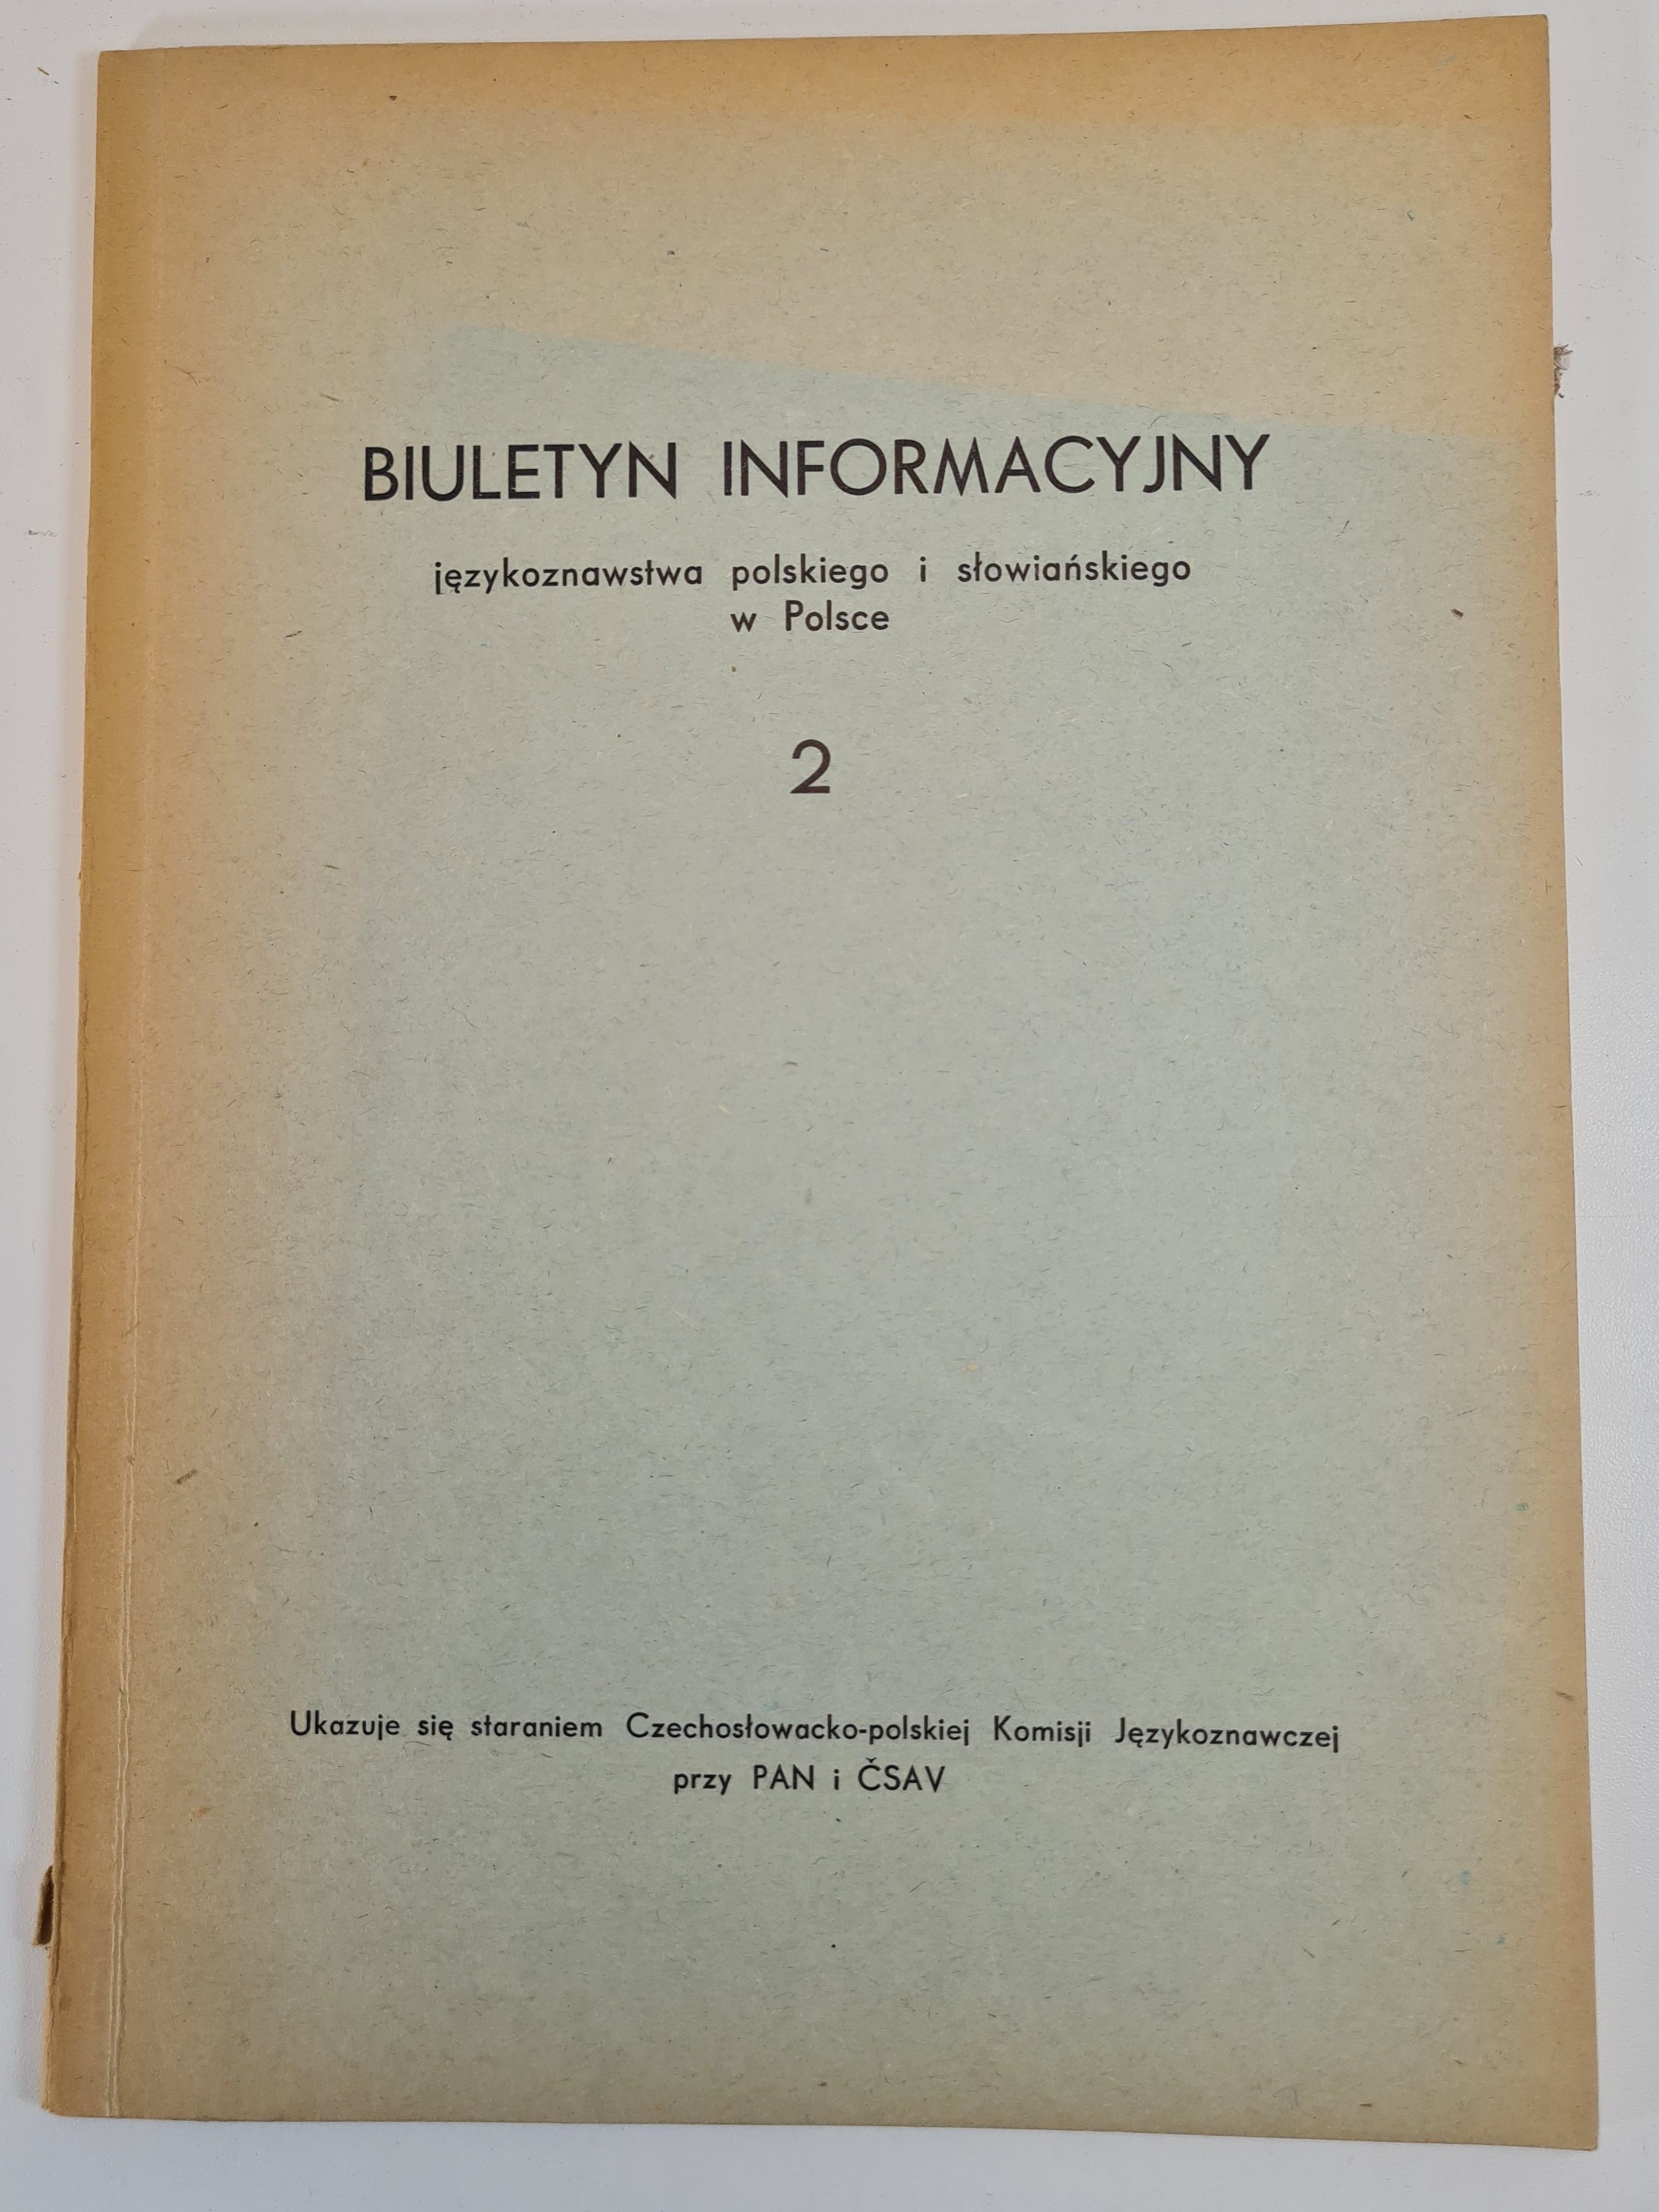 BIULETYN INFORMACYJNY
językoznawstwa polskiego i słowiańskiego
w Polsce
2
Ukazuje się staraniem Czechosłowacko-polskiej Komisji Językoznawczej
przy PAN i ČSAV